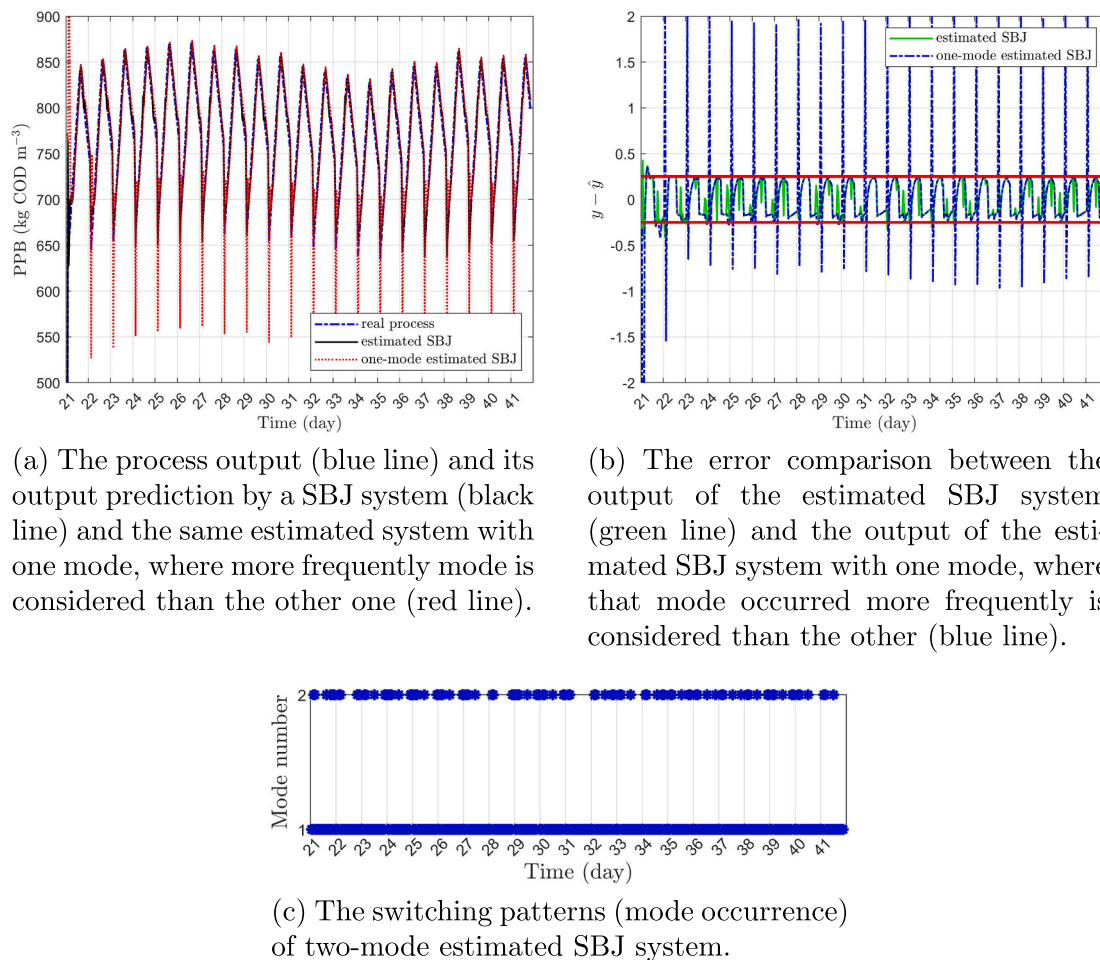 900
850
800
750
700
650
600
550
500
PPB (kg COD m⁻³)
real process
estimated SBJ
one-mode estimated SBJ
21 22 23 24 25 26 27 28 29 30 31 32 33 34 35 36 37 38 39 40 41
Time (day)
2
1.5
1
0.5
0
-0.5
-1
-1.5
-2
y − ŷ
estimated SBJ
one-mode estimated SBJ
21 22 23 24 25 26 27 28 29 30 31 32 33 34 35 36 37 38 39 40 41
Time (day)
(a) The process output (blue line) and its
output prediction by a SBJ system (black
line) and the same estimated system with
one mode, where more frequently mode is
considered than the other one (red line).
(b) The error comparison between the
output of the estimated SBJ system
(green line) and the output of the esti-
mated SBJ system with one mode, where
that mode occurred more frequently is
considered than the other (blue line).
2
1
Mode number
21 22 23 24 25 26 27 28 29 30 31 32 33 34 35 36 37 38 39 40 41
Time (day)
(c) The switching patterns (mode occurrence)
of two-mode estimated SBJ system.